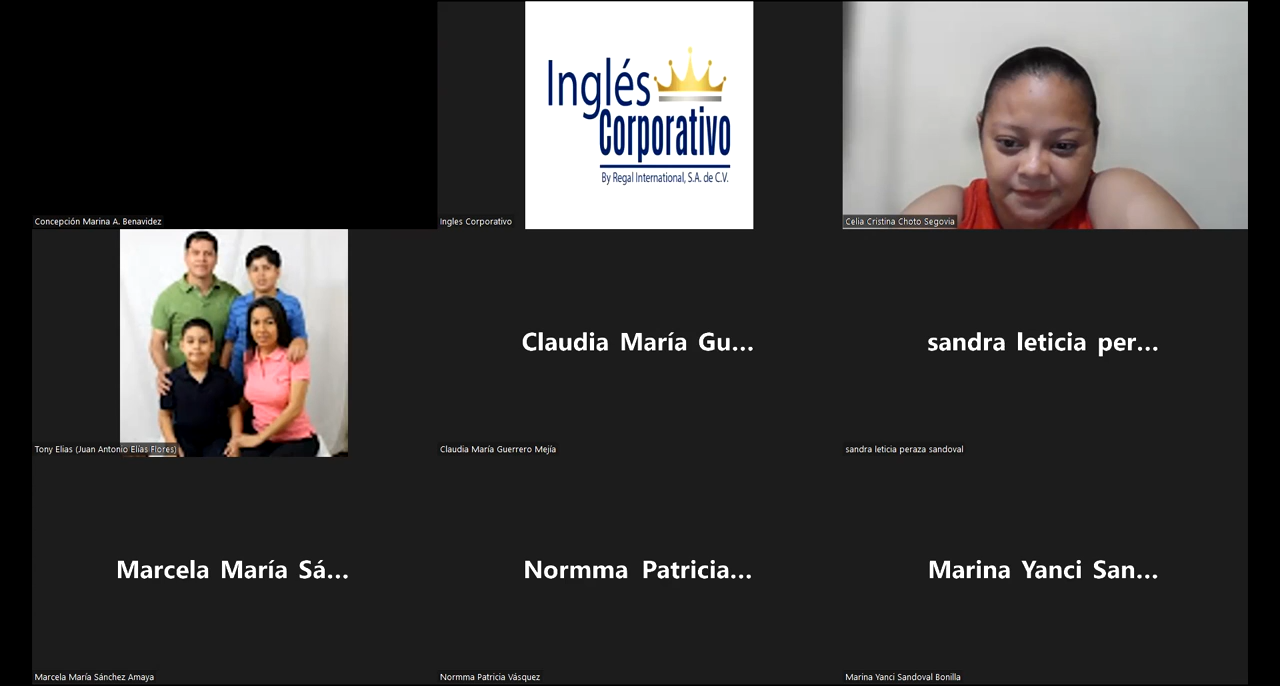 Inglés
Corporativo
By Regal International, S.A. de C.V.
Concepción Marina A. Benavidez
Ingles Corporativo
Celia Cristina Choto Segovia
Claudia María Gu...
sandra leticia per...
Tony Elias (Juan Antonio Elías Flores)
Claudia María Guerrero Mejía
sandra leticia peraza sandoval
Marcela María Sá...
Normma Patricia...
Marina Yanci San...
Marcela María Sánchez Amaya
Normma Patricia Vásquez
Marina Yanci Sandoval Bonilla